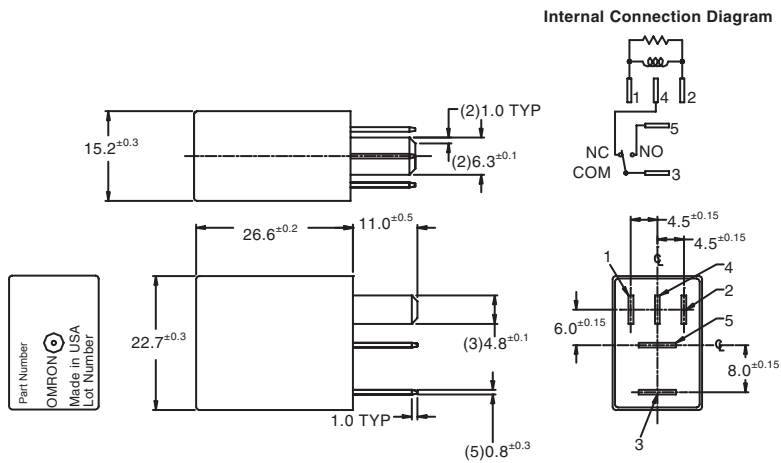 Internal Connection Diagram
1
4
2
5
NC
NO
COM
3
(2)1.0 TYP
15.2±0.3
(2)6.3±0.1
26.6±0.2
11.0±0.5
4.5±0.15
4.5±0.15
℄
1
4
2
5
6.0±0.15
℄
8.0±0.15
3
22.7±0.3
(3)4.8±0.1
1.0 TYP
(5)0.8±0.3
Part Number
OMRON
Made in USA
Lot Number